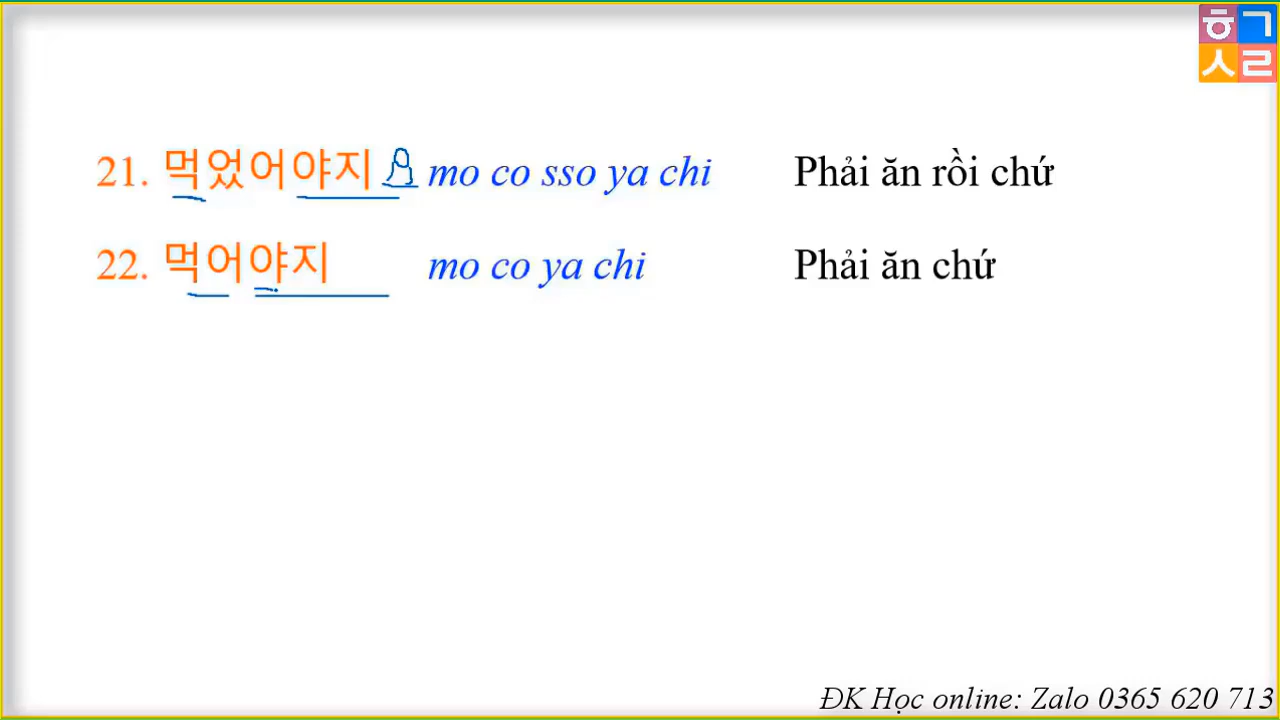 ㅎㄱ
ㅅㄹ
21. 먹었어야지요 mo co sso ya chi Phải ăn rồi chứ
22. 먹어야지 mo co ya chi Phải ăn chứ
ĐK Học online: Zalo 0365 620 713